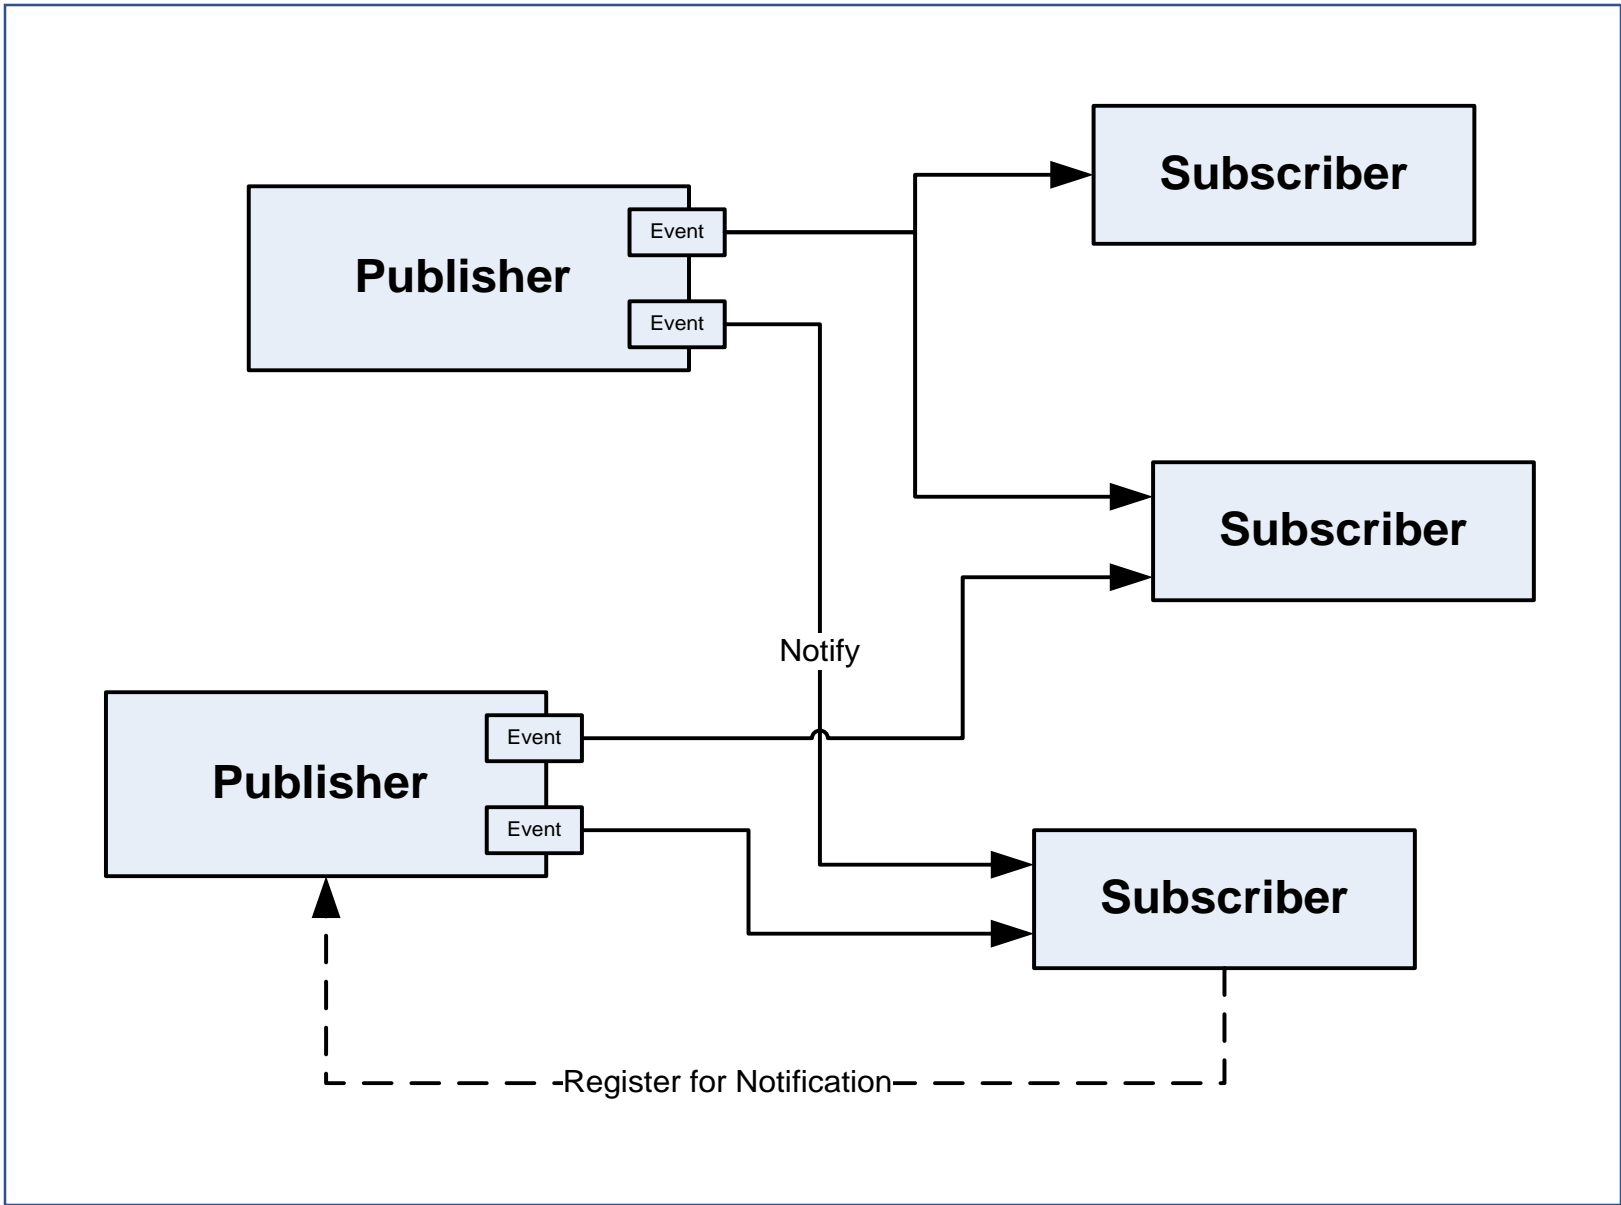 Subscriber
Publisher
Event
Event
Subscriber
Notify
Publisher
Event
Event
Subscriber
Register for Notification